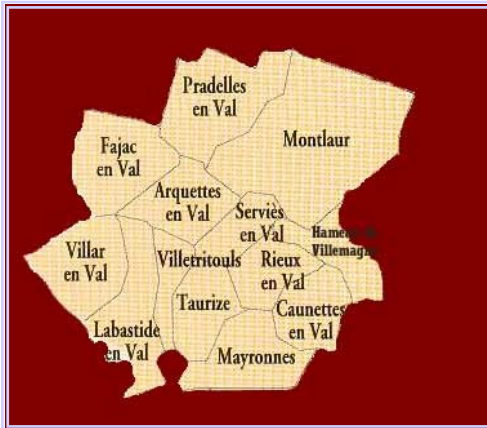 Pradelles
en Val
Montlaur
Fajac
en Val
Arquettes
en Val
Serviès
en Val
Villemagne
Villar
en Val
Villetritouls
Rieux
en Val
Taurize
Caunettes
en Val
Labastide
en Val
Mayronnes